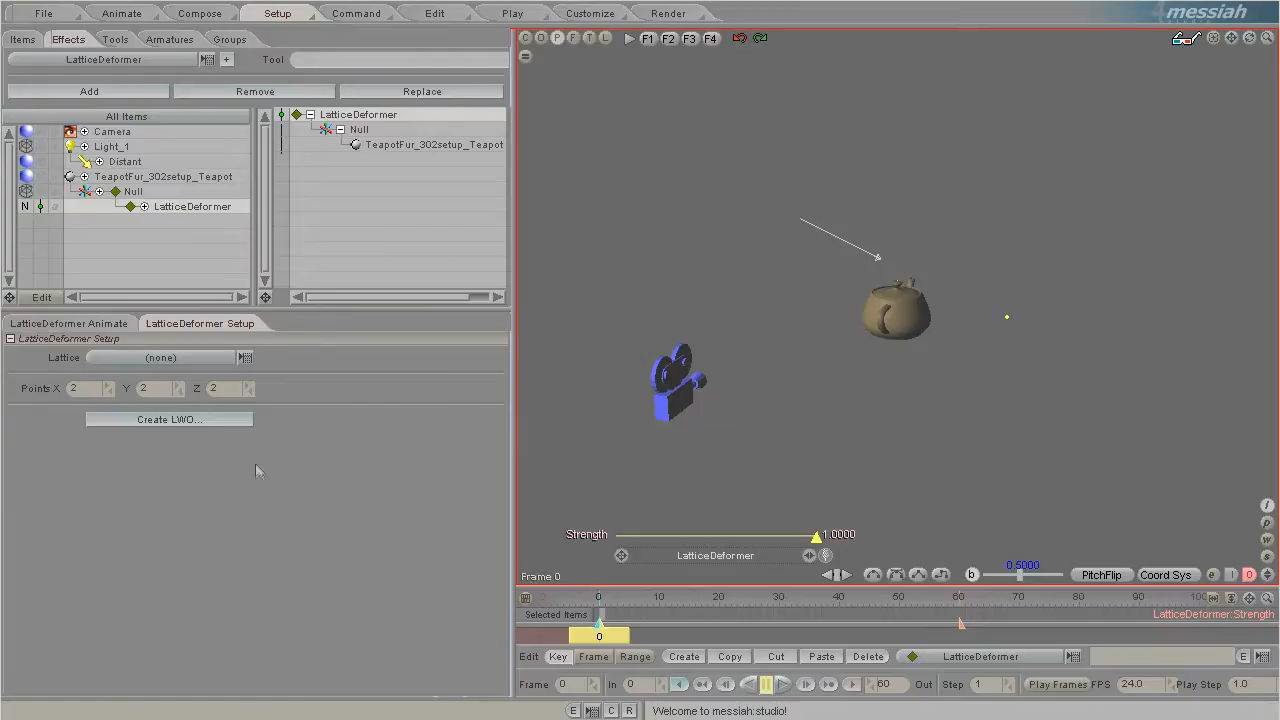 File Animate Compose Setup Command Edit Play Customize Render messiah
Items Effects Tools Armatures Groups
C O P F T L F1 F2 F3 F4
LatticeDeformer + Tool
Add Remove Replace
All Items
LatticeDeformer
Camera
Null
Light_1
TeapotFur_302setup_Teapot
Distant
TeapotFur_302setup_Teapot
Null
N LatticeDeformer
Edit
LatticeDeformer Animate LatticeDeformer Setup
LatticeDeformer Setup
Lattice (none)
Points X 2 Y 2 Z 2
Create LWO...
Strength 1.0000
LatticeDeformer
Frame 0
b 0.5000 PitchFlip Coord Sys e I 0
I
p
w
s
0 10 20 30 40 50 60 70 80 90 100
Selected Items LatticeDeformer:Strength
0
Edit Key Frame Range Create Copy Cut Paste Delete LatticeDeformer E
Frame 0 In 0 60 Out Step 1 Play Frames FPS 24.0 Play Step 1.0
E C R Welcome to messiah:studio!